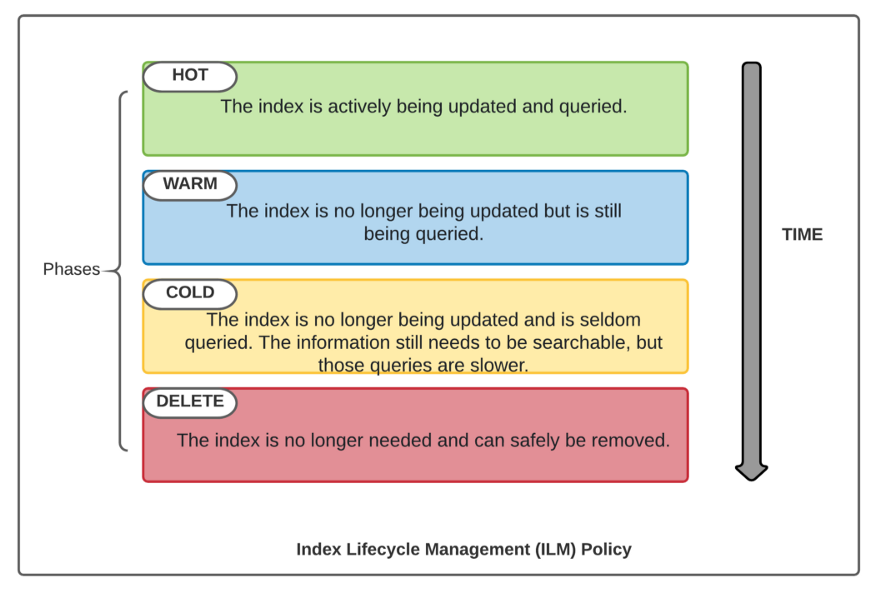 HOT
The index is actively being updated and queried.
WARM
The index is no longer being updated but is still
being queried.
TIME
Phases
COLD
The index is no longer being updated and is seldom
queried. The information still needs to be searchable, but
those queries are slower.
DELETE
The index is no longer needed and can safely be removed.
Index Lifecycle Management (ILM) Policy